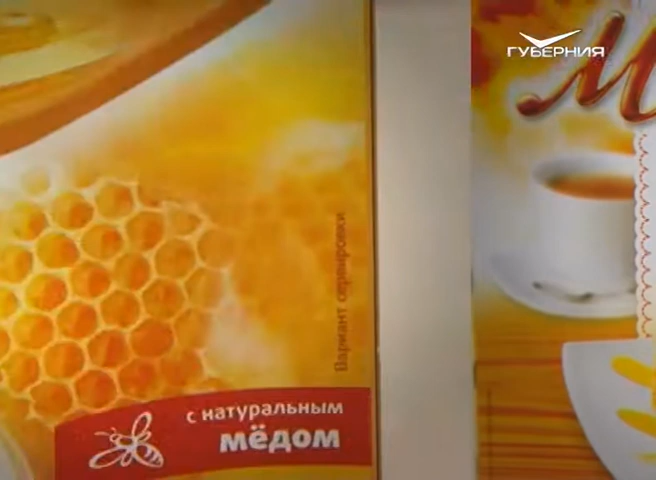 ГУБЕРНИЯ
М
Вариант сервировки
с натуральным
мёдом